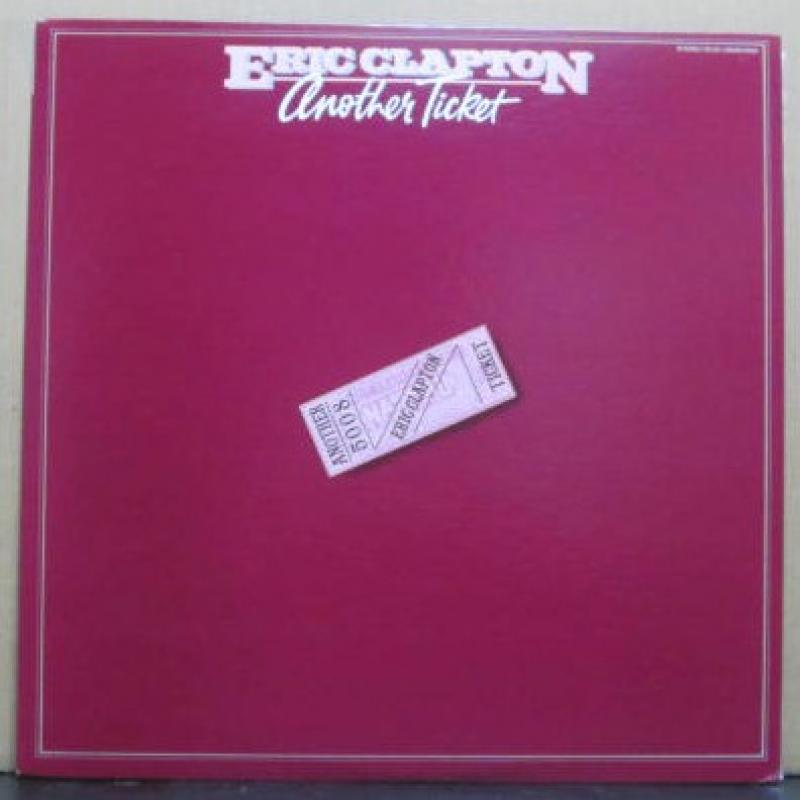 ERIC CLAPTON
Another Ticket
ANOTHER
5008
ERIC CLAPTON
TICKET